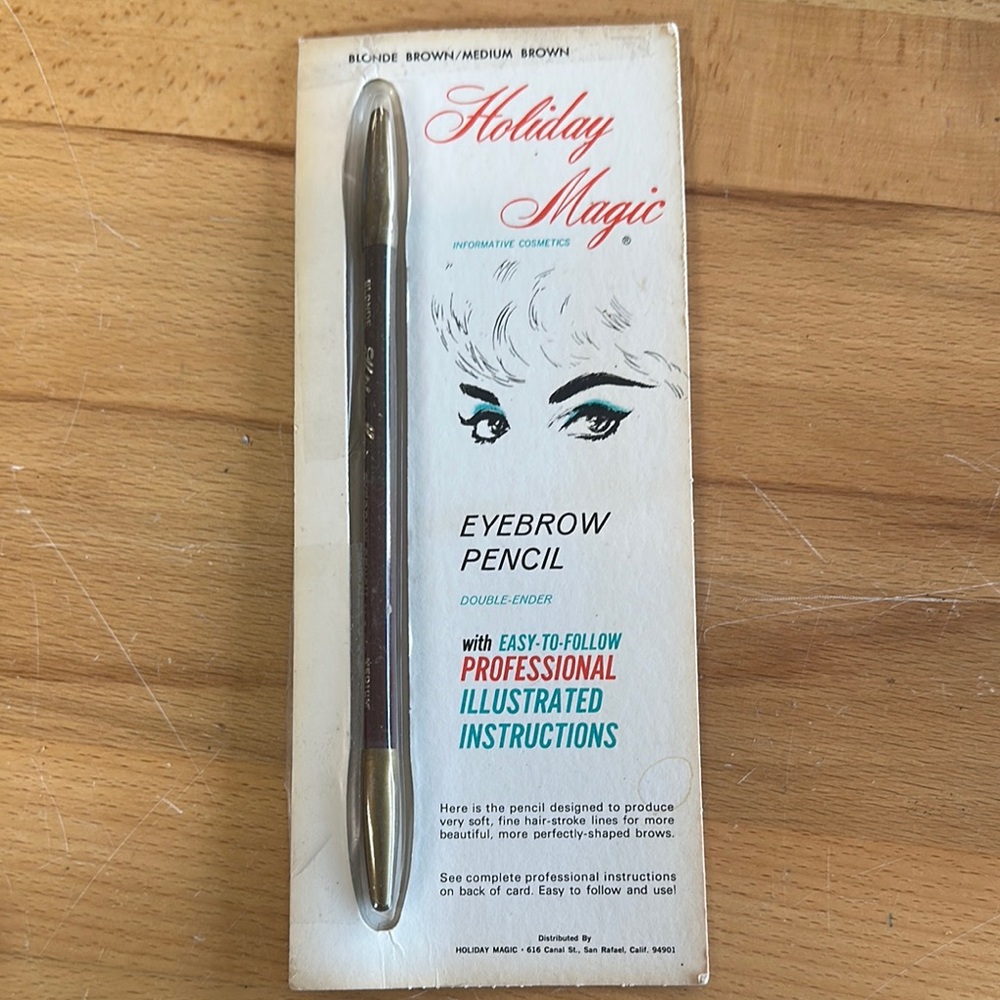 BLONDE BROWN/MEDIUM BROWN
Holiday
Magic
®
INFORMATIVE COSMETICS
BLONDE
EYEBROW
PENCIL
DOUBLE-ENDER
with EASY-TO-FOLLOW
PROFESSIONAL
ILLUSTRATED
INSTRUCTIONS
MEDIUM
Here is the pencil designed to produce
very soft, fine hair-stroke lines for more
beautiful, more perfectly-shaped brows.
See complete professional instructions
on back of card. Easy to follow and use!
Distributed By
HOLIDAY MAGIC · 616 Canal St., San Rafael, Calif. 94901